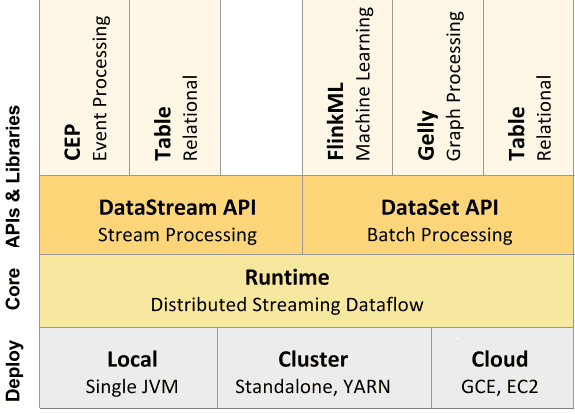 APIs & Libraries
CEP
Event Processing
Table
Relational
FlinkML
Machine Learning
Gelly
Graph Processing
Table
Relational
DataStream API
Stream Processing
DataSet API
Batch Processing
Core
Runtime
Distributed Streaming Dataflow
Deploy
Local
Single JVM
Cluster
Standalone, YARN
Cloud
GCE, EC2